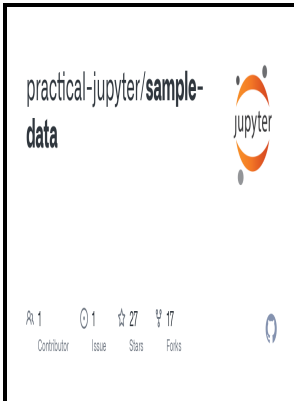 practical-jupyter/sample-
data
jupyter
1 1 27 17
Contributor Issue Stars Forks